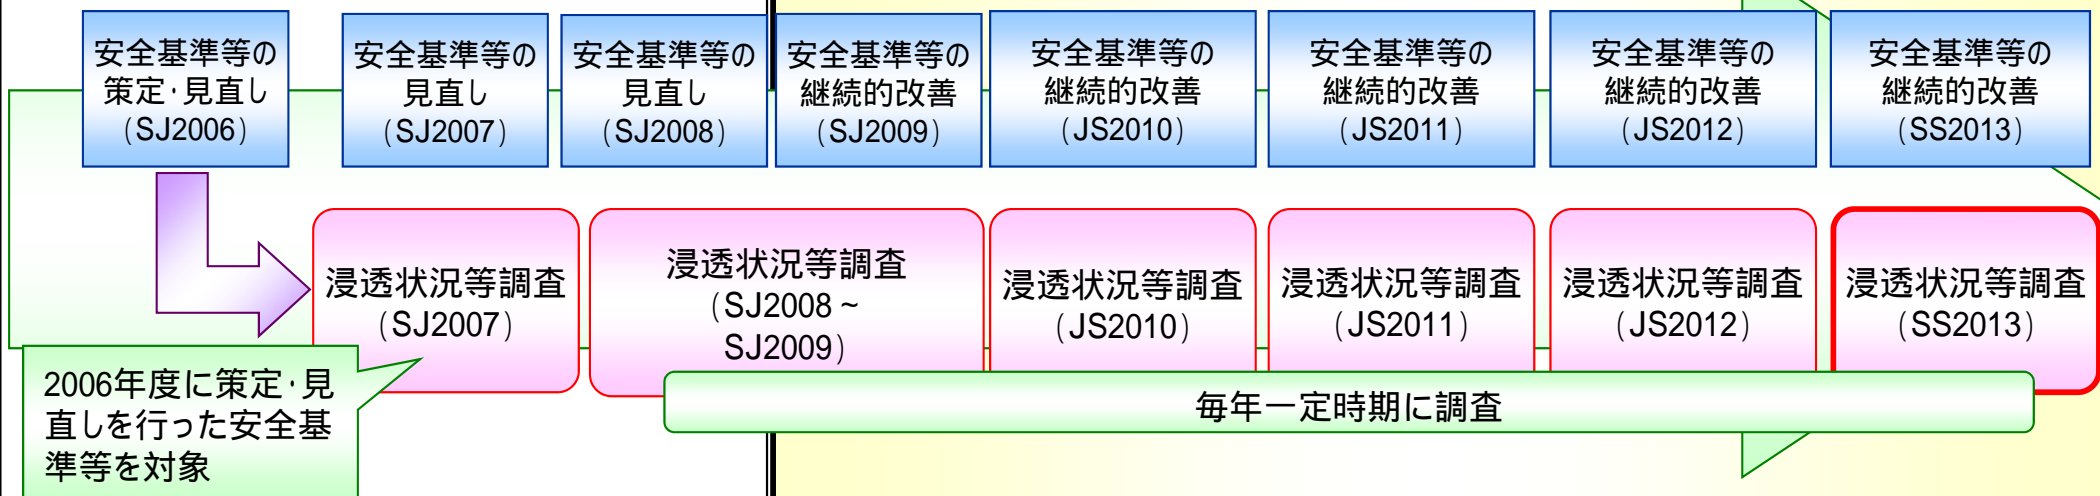 安全基準等の
策定・見直し
(SJ2006)
安全基準等の
見直し
(SJ2007)
安全基準等の
見直し
(SJ2008)
安全基準等の
継続的改善
(SJ2009)
安全基準等の
継続的改善
(JS2010)
安全基準等の
継続的改善
(JS2011)
安全基準等の
継続的改善
(JS2012)
安全基準等の
継続的改善
(SS2013)
浸透状況等調査
(SJ2007)
浸透状況等調査
(SJ2008~
SJ2009)
浸透状況等調査
(JS2010)
浸透状況等調査
(JS2011)
浸透状況等調査
(JS2012)
浸透状況等調査
(SS2013)
2006年度に策定・見
直しを行った安全基
準等を対象
毎年一定時期に調査